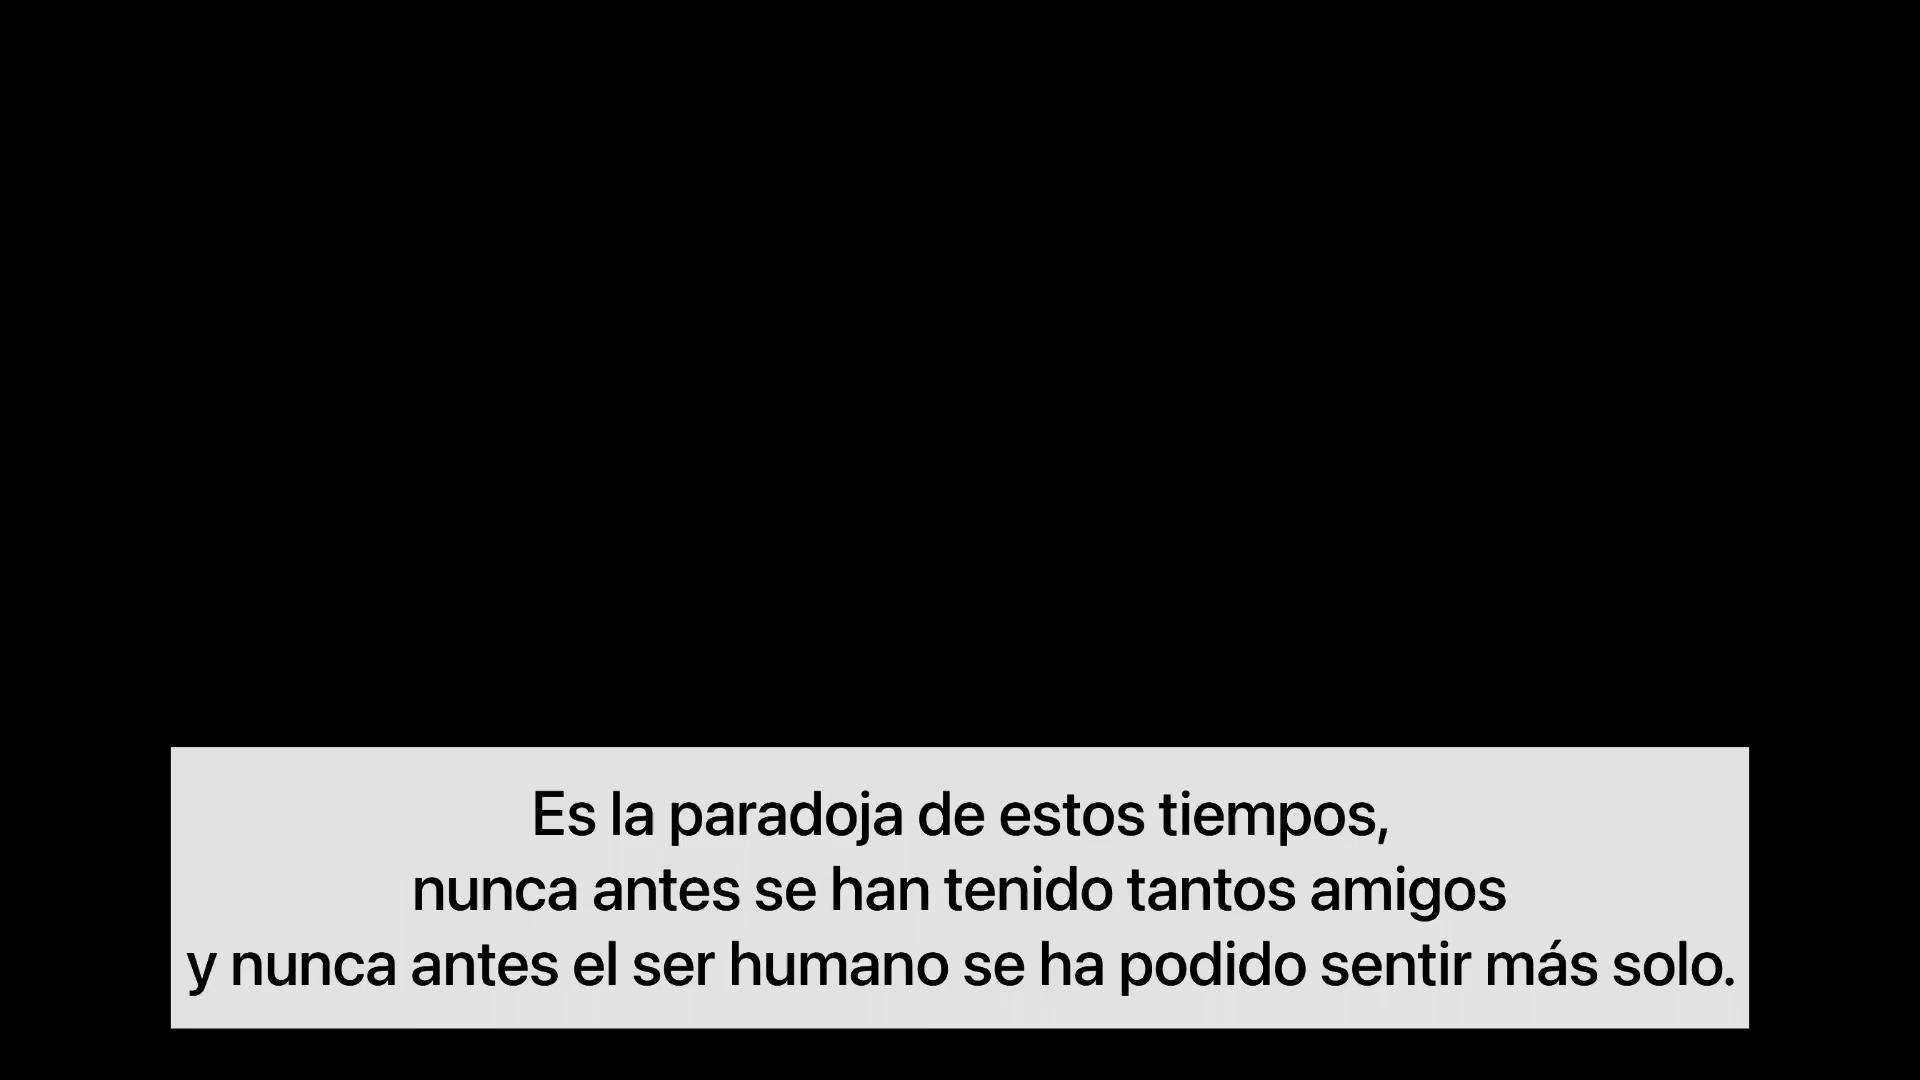 Es la paradoja de estos tiempos,
nunca antes se han tenido tantos amigos
y nunca antes el ser humano se ha podido sentir más solo.